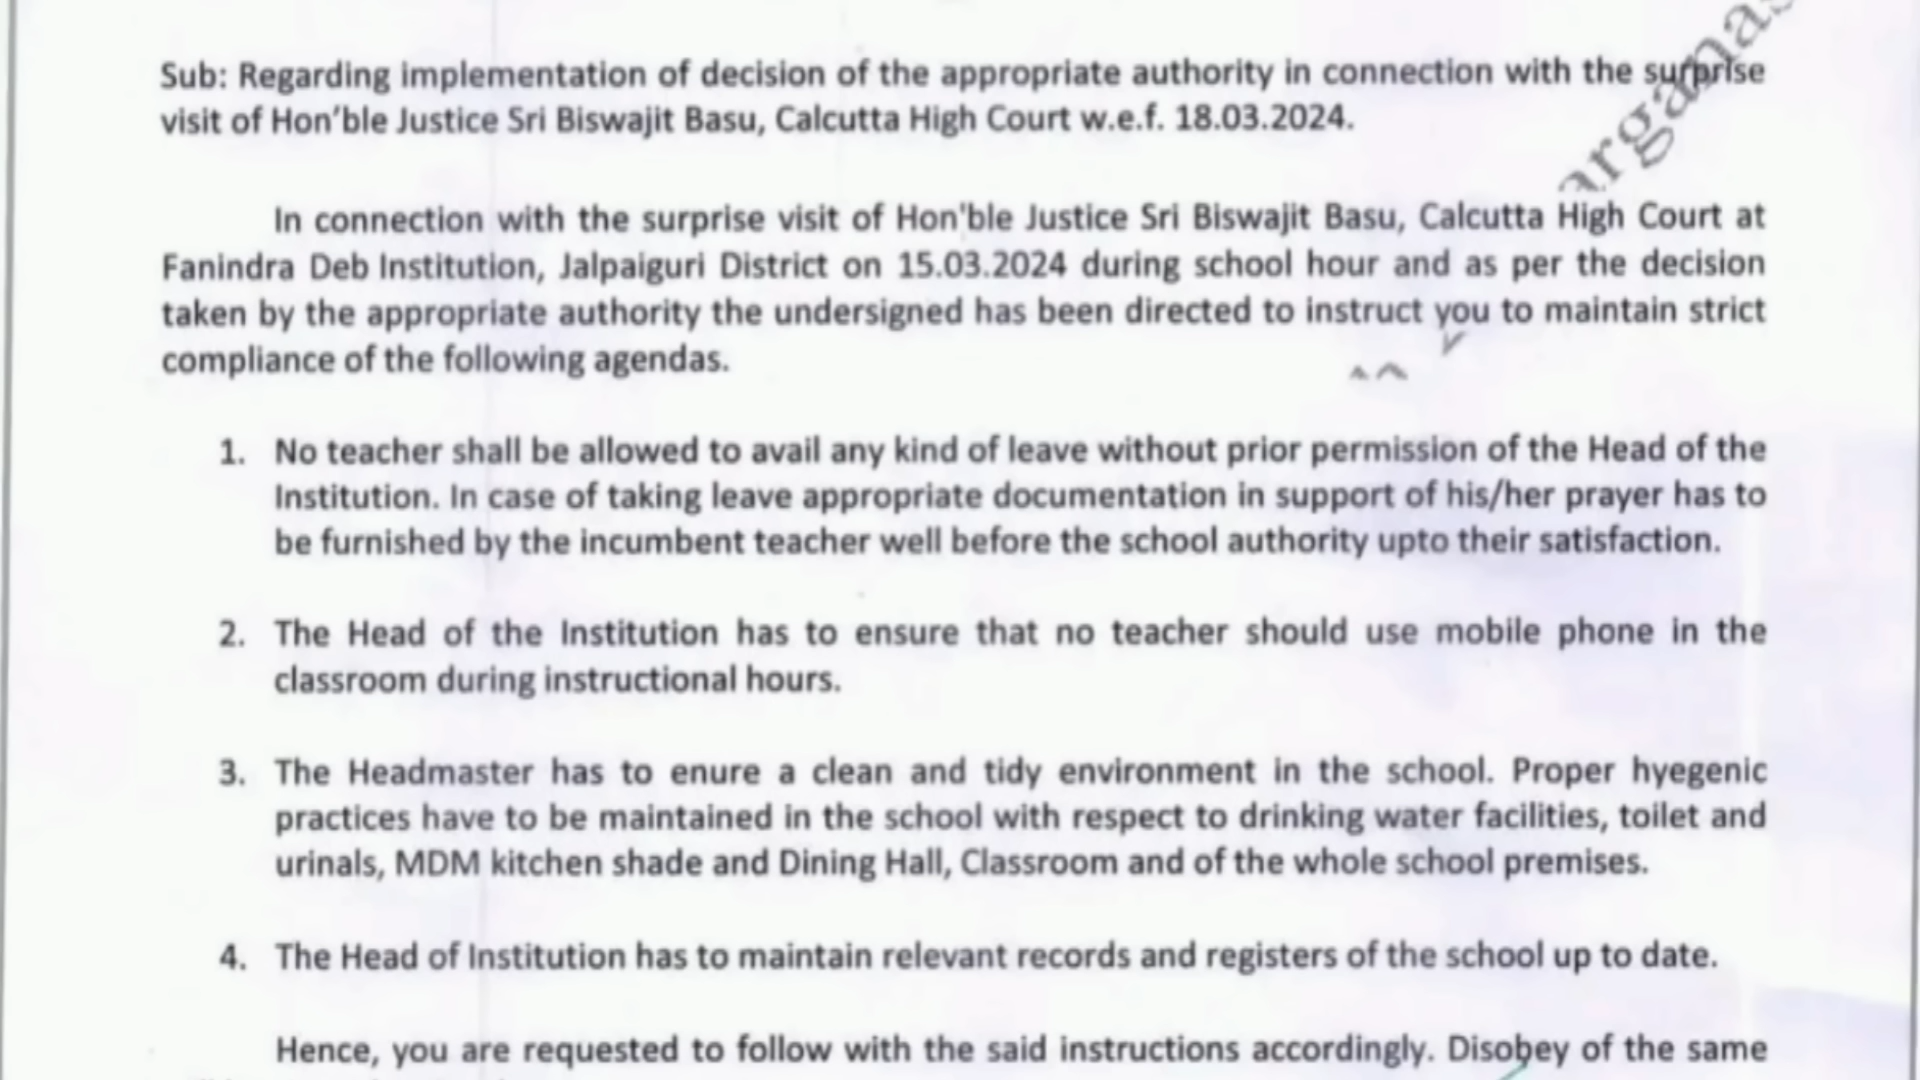 Sub: Regarding implementation of decision of the appropriate authority in connection with the surprise
visit of Hon'ble Justice Sri Biswajit Basu, Calcutta High Court w.e.f. 18.03.2024.
In connection with the surprise visit of Hon'ble Justice Sri Biswajit Basu, Calcutta High Court at
Fanindra Deb Institution, Jalpaiguri District on 15.03.2024 during school hour and as per the decision
taken by the appropriate authority the undersigned has been directed to instruct you to maintain strict
compliance of the following agendas.
1. No teacher shall be allowed to avail any kind of leave without prior permission of the Head of the
Institution. In case of taking leave appropriate documentation in support of his/her prayer has to
be furnished by the incumbent teacher well before the school authority upto their satisfaction.
2. The Head of the Institution has to ensure that no teacher should use mobile phone in the
classroom during instructional hours.
3. The Headmaster has to enure a clean and tidy environment in the school. Proper hyegenic
practices have to be maintained in the school with respect to drinking water facilities, toilet and
urinals, MDM kitchen shade and Dining Hall, Classroom and of the whole school premises.
4. The Head of Institution has to maintain relevant records and registers of the school up to date.
Hence, you are requested to follow with the said instructions accordingly. Disobey of the same